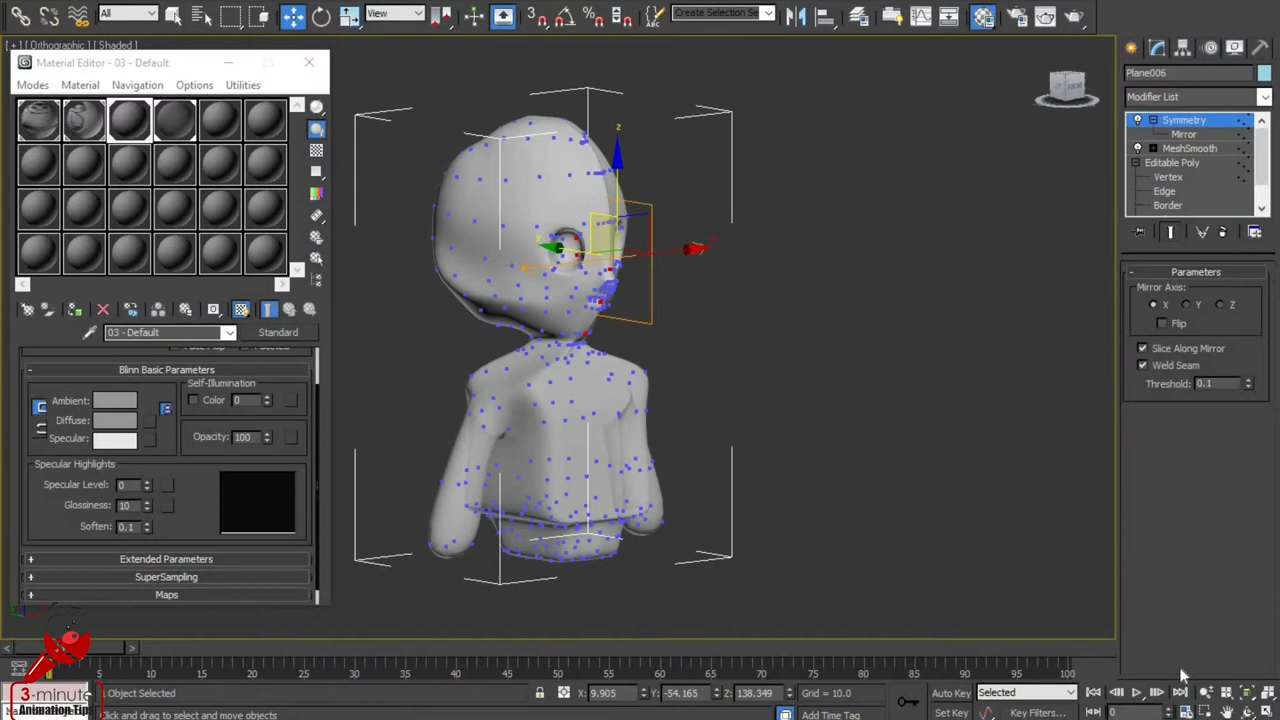 All
View
Create Selection Se
[+] [Orthographic] [Shaded]
Material Editor - 03 - Default
Modes Material Navigation Options Utilities
03 - Default
Standard
Blinn Basic Parameters
Ambient:
Diffuse:
Specular:
Self-Illumination
Color 0
Opacity: 100
Specular Highlights
Specular Level: 0
Glossiness: 10
Soften: 0.1
Extended Parameters
SuperSampling
Maps
z
y
FRONT
Plane006
Modifier List
Symmetry
Mirror
MeshSmooth
Editable Poly
Vertex
Edge
Border
Parameters
Mirror Axis:
X Y Z
Flip
Slice Along Mirror
Weld Seam
Threshold: 0.1
5 10 15 20 25 30 35 40 45 50 55 60 65 70 75 80 85 90 95 100
1 Object Selected
X: 9.905 Y: -54.165 Z: 138.349 Grid = 10.0
Auto Key Selected
Click and drag to select and move objects
Add Time Tag
Set Key Key Filters...
0
3-minute
Animation Tips